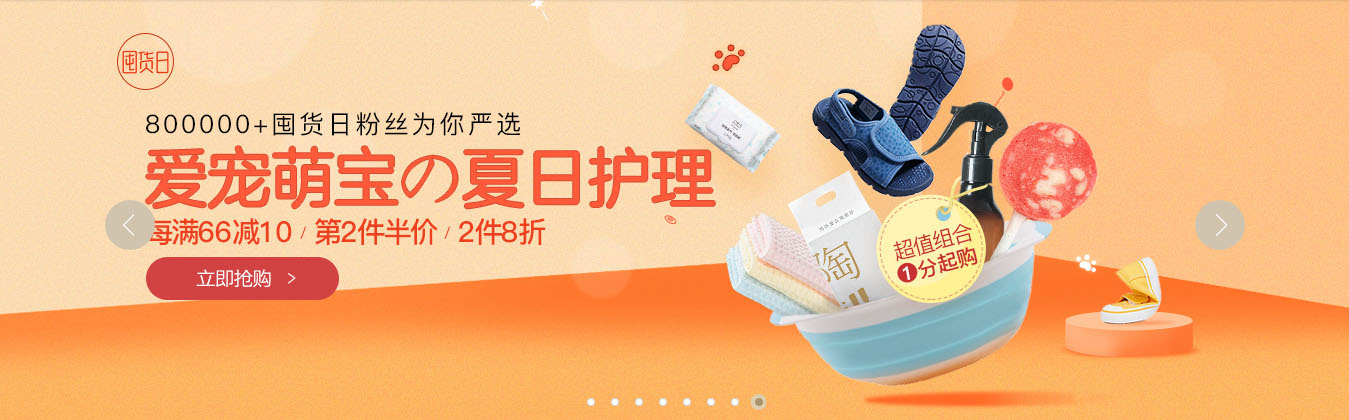 囤货日
800000+囤货日粉丝为你严选
爱宠萌宝の夏日护理
每满66减10 / 第2件半价 / 2件8折
立即抢购 >
陶
超值组合
1分起购